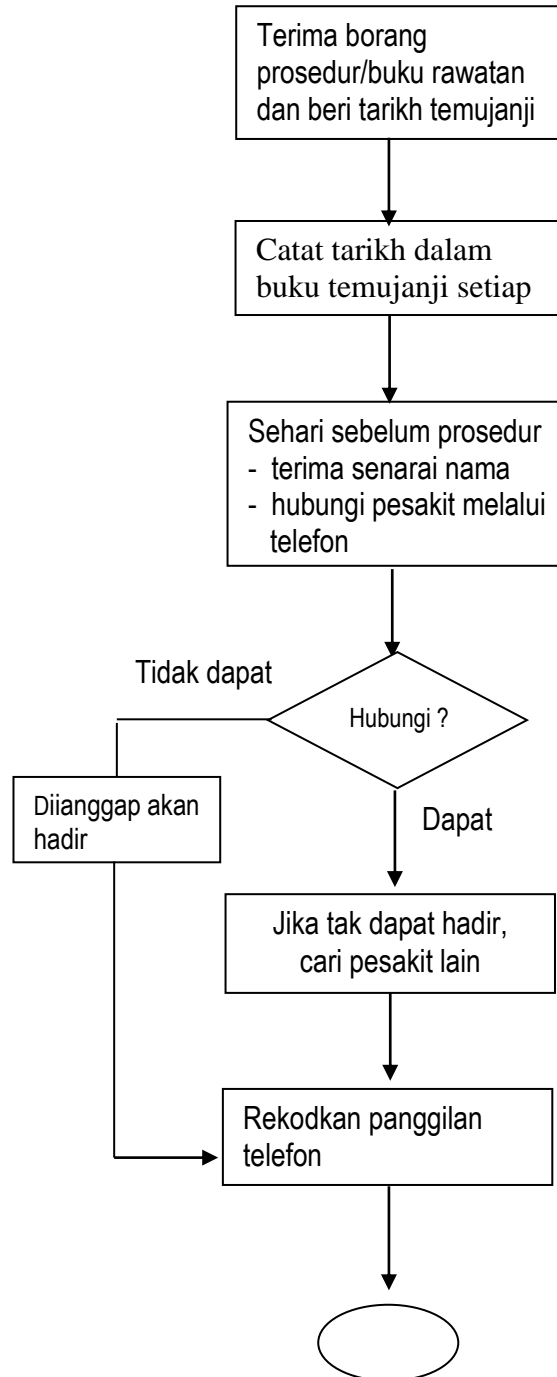 Terima borang
prosedur/buku rawatan
dan beri tarikh temujanji
Catat tarikh dalam
buku temujanji setiap
Sehari sebelum prosedur
- terima senarai nama
- hubungi pesakit melalui
telefon
Tidak dapat
Hubungi ?
Diianggap akan
hadir
Dapat
Jika tak dapat hadir,
cari pesakit lain
Rekodkan panggilan
telefon